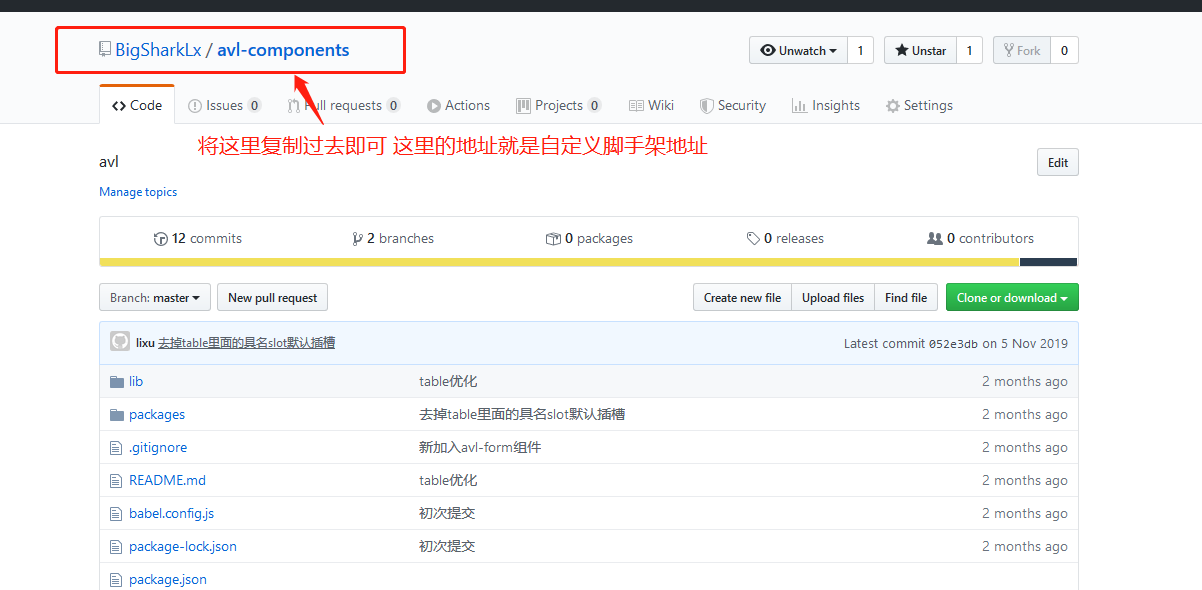 BigSharkLx / avl-components
Unwatch 1 Unstar 1 Fork 0
Code Issues 0 Pull requests 0 Actions Projects 0 Wiki Security Insights Settings
将这里复制过去即可 这里的地址就是自定义脚手架地址
avl
Edit
Manage topics
12 commits 2 branches 0 packages 0 releases 0 contributors
Branch: master New pull request Create new file Upload files Find file Clone or download
lixu 去掉table里面的具名slot默认插槽 Latest commit 052e3db on 5 Nov 2019
lib table优化 2 months ago
packages 去掉table里面的具名slot默认插槽 2 months ago
.gitignore 新加入avl-form组件 2 months ago
README.md table优化 2 months ago
babel.config.js 初次提交 2 months ago
package-lock.json 初次提交 2 months ago
package.json